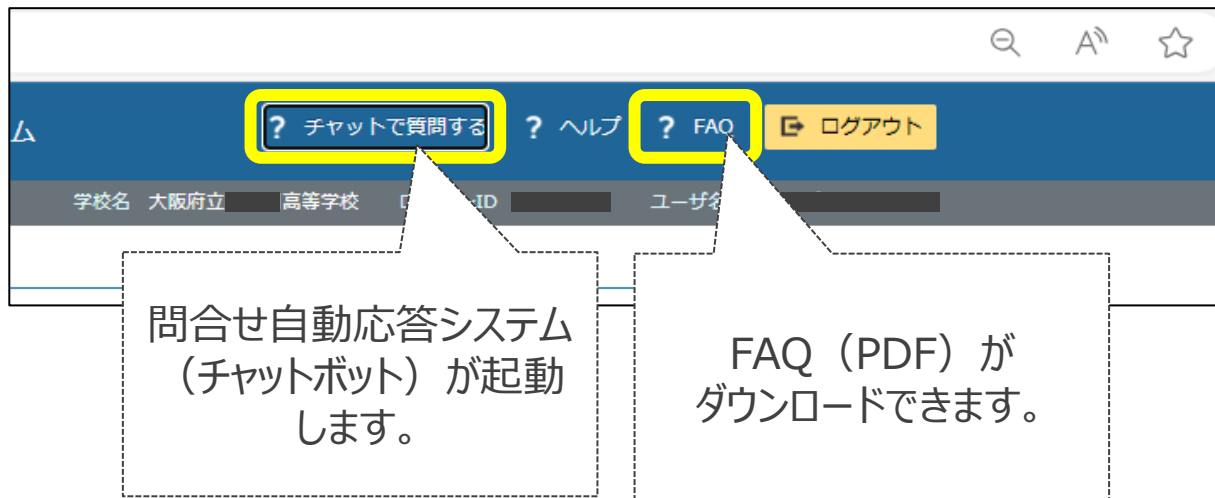 ム ? チャットで質問する ? ヘルプ ? FAQ ログアウト
学校名 大阪府立 高等学校 ID ユーザ名
問合せ自動応答システム
（チャットボット）が起動
します。
FAQ（PDF）が
ダウンロードできます。